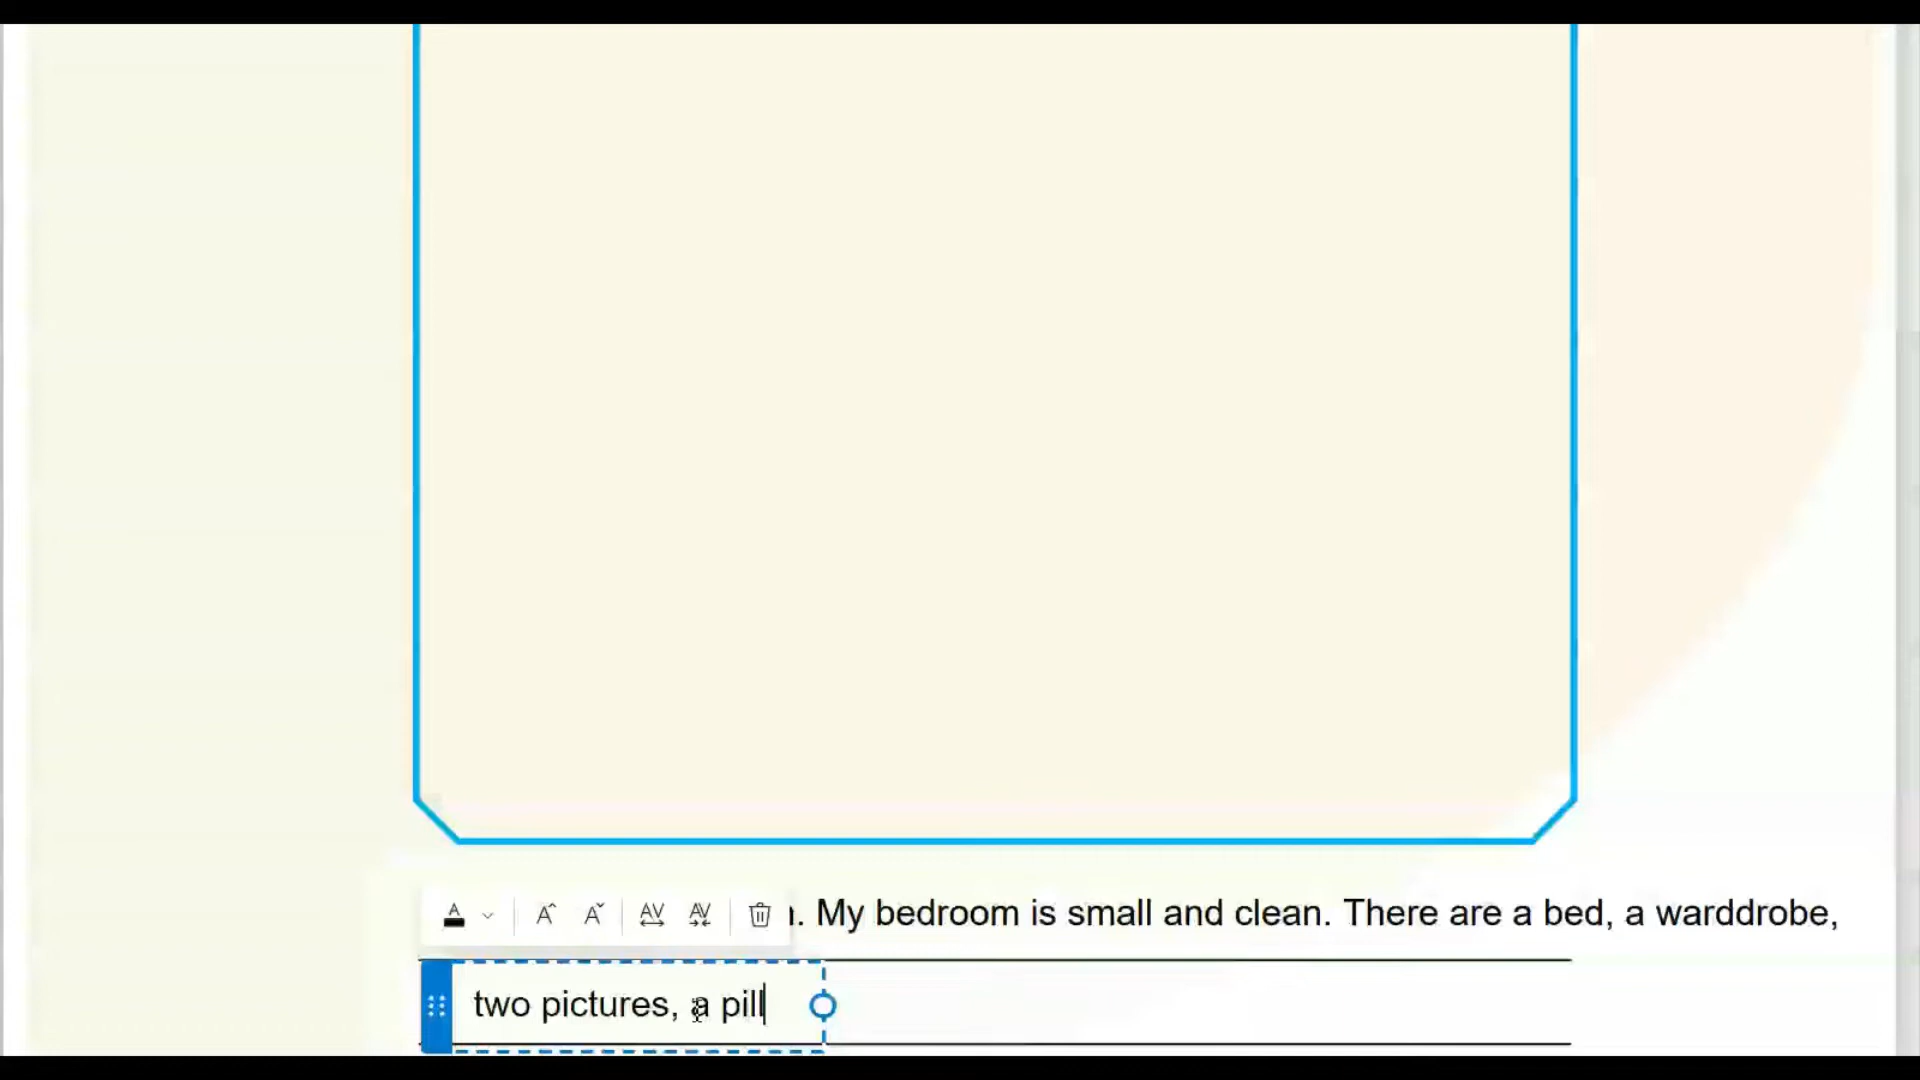 . My bedroom is small and clean. There are a bed, a warddrobe,
two pictures, a pill